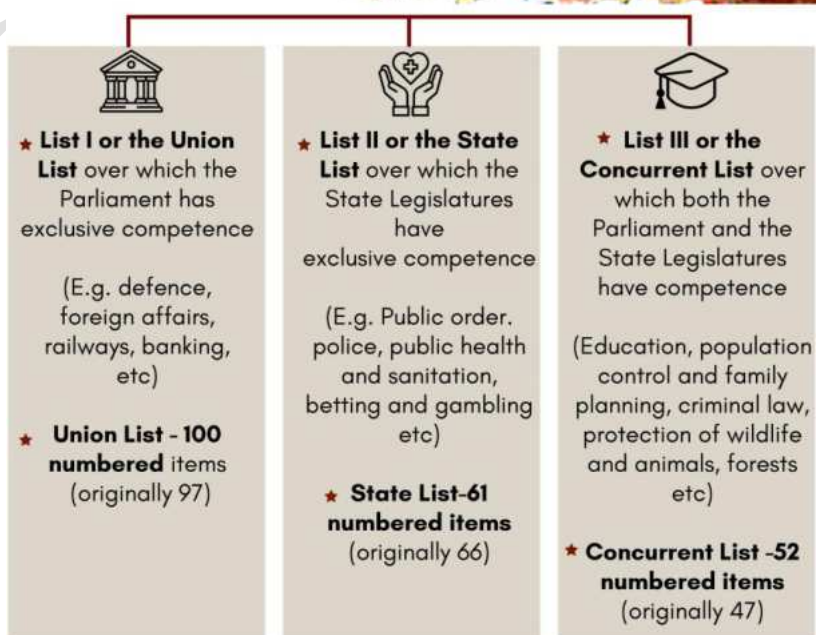 ★ List I or the Union
List over which the
Parliament has
exclusive competence
(E.g. defence,
foreign affairs,
railways, banking,
etc)
★ Union List - 100
numbered items
(originally 97)
★ List II or the State
List over which the
State Legislatures
have
exclusive competence
(E.g. Public order.
police, public health
and sanitation,
betting and gambling
etc)
★ State List-61
numbered items
(originally 66)
★ List III or the
Concurrent List over
which both the
Parliament and the
State Legislatures
have competence
(Education, population
control and family
planning, criminal law,
protection of wildlife
and animals, forests
etc)
★ Concurrent List -52
numbered items
(originally 47)